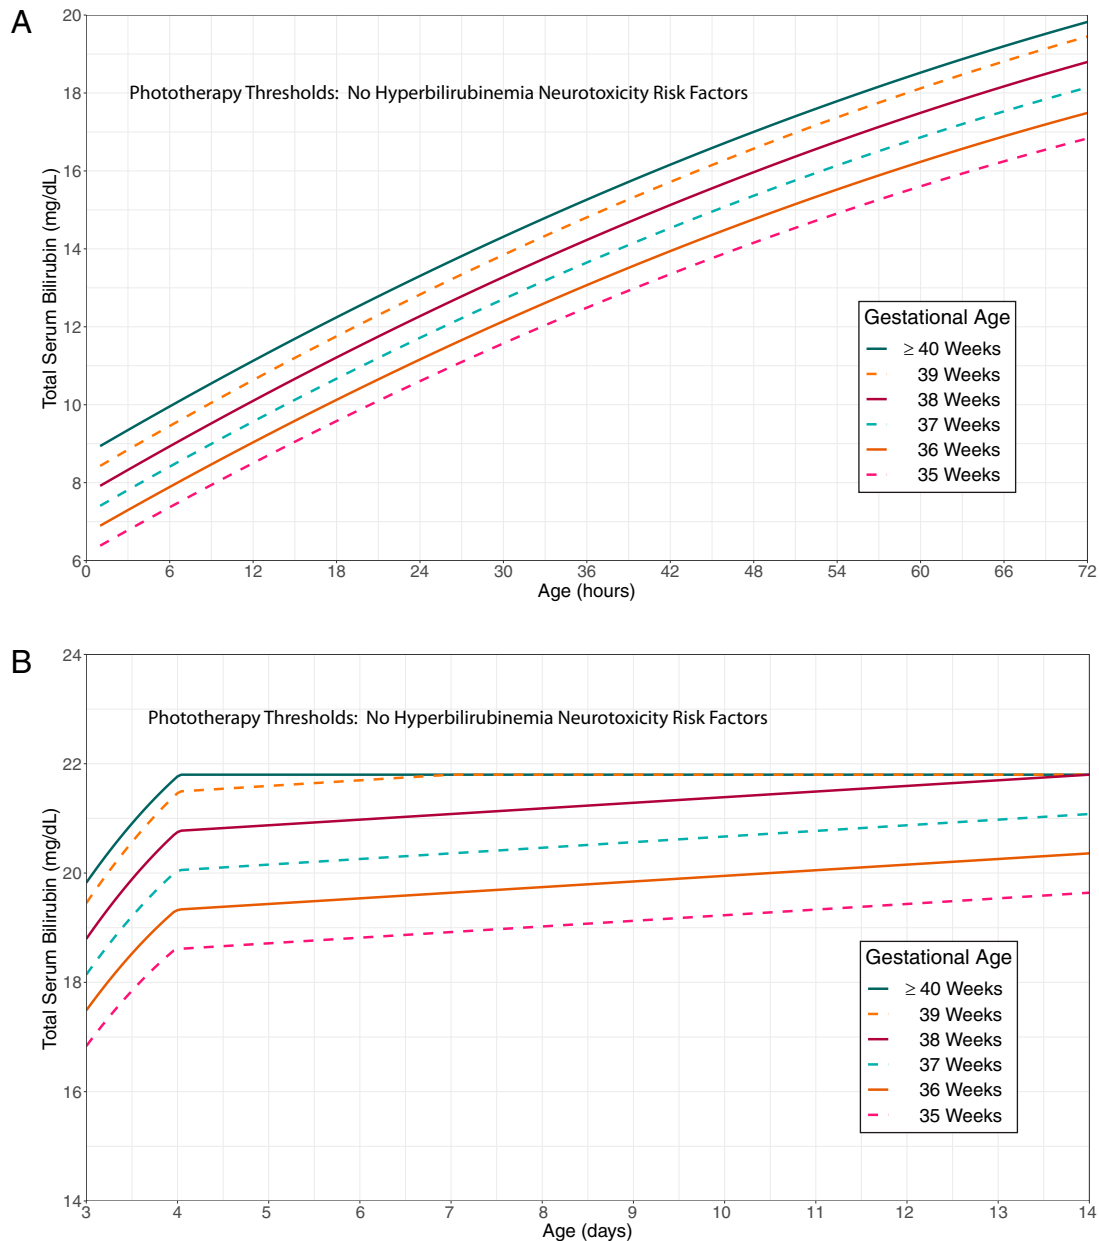 A
Phototherapy Thresholds: No Hyperbilirubinemia Neurotoxicity Risk Factors
Total Serum Bilirubin (mg/dL)
20
18
16
14
12
10
8
6
Gestational Age
≥ 40 Weeks
39 Weeks
38 Weeks
37 Weeks
36 Weeks
35 Weeks
0 6 12 18 24 30 36 42 48 54 60 66 72
Age (hours)
B
Phototherapy Thresholds: No Hyperbilirubinemia Neurotoxicity Risk Factors
Total Serum Bilirubin (mg/dL)
24
22
20
18
16
14
Gestational Age
≥ 40 Weeks
39 Weeks
38 Weeks
37 Weeks
36 Weeks
35 Weeks
3 4 5 6 7 8 9 10 11 12 13 14
Age (days)